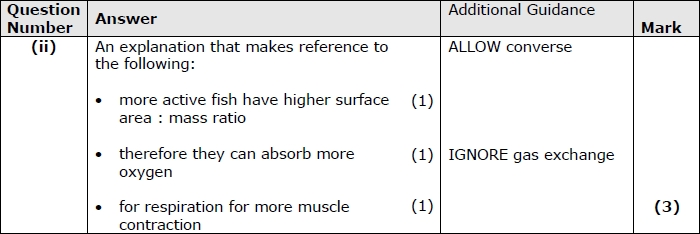 Question Number Answer Additional Guidance Mark
(ii) An explanation that makes reference to ALLOW converse
the following:
• more active fish have higher surface (1)
area : mass ratio
• therefore they can absorb more (1) IGNORE gas exchange
oxygen
• for respiration for more muscle (1) (3)
contraction